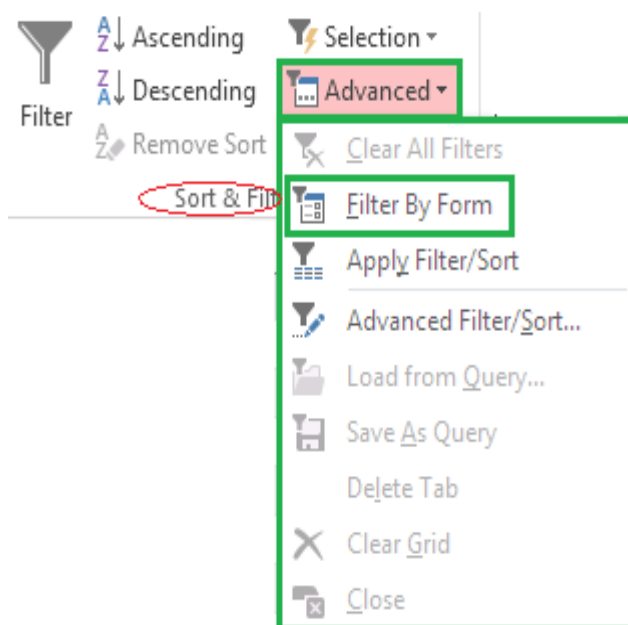 Filter
Ascending
Descending
Remove Sort
Sort & Fil
Selection
Advanced
Clear All Filters
Filter By Form
Apply Filter/Sort
Advanced Filter/Sort...
Load from Query...
Save As Query
Delete Tab
Clear Grid
Close